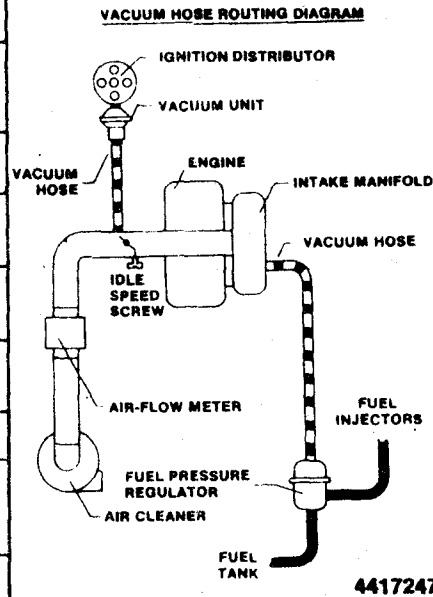 VACUUM HOSE ROUTING DIAGRAM
IGNITION DISTRIBUTOR
VACUUM UNIT
ENGINE
VACUUM
HOSE
INTAKE MANIFOLD
VACUUM HOSE
IDLE
SPEED
SCREW
AIR-FLOW METER
FUEL
INJECTORS
FUEL PRESSURE
REGULATOR
AIR CLEANER
FUEL
TANK
4417247